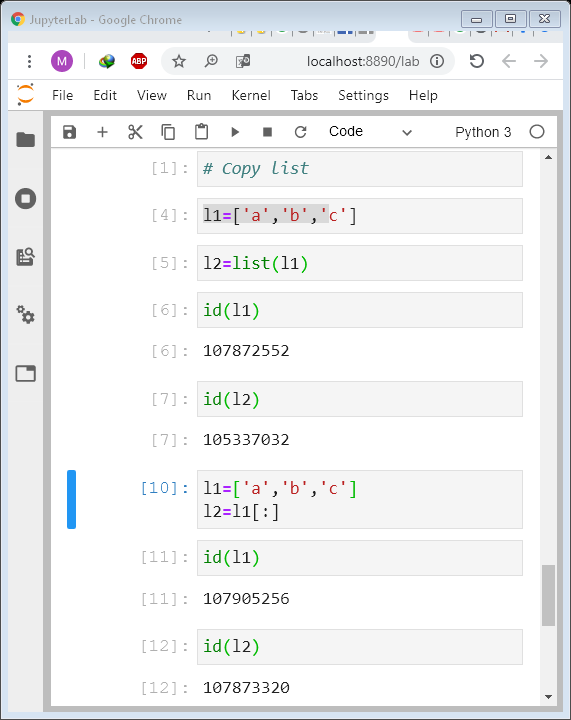 JupyterLab - Google Chrome
M
ABP
localhost:8890/lab
File Edit View Run Kernel Tabs Settings Help
Code Python 3
[1]: # Copy list
[4]: l1=['a','b','c']
[5]: l2=list(l1)
[6]: id(l1)
[6]: 107872552
[7]: id(l2)
[7]: 105337032
[10]: l1=['a','b','c']
l2=l1[:]
[11]: id(l1)
[11]: 107905256
[12]: id(l2)
[12]: 107873320